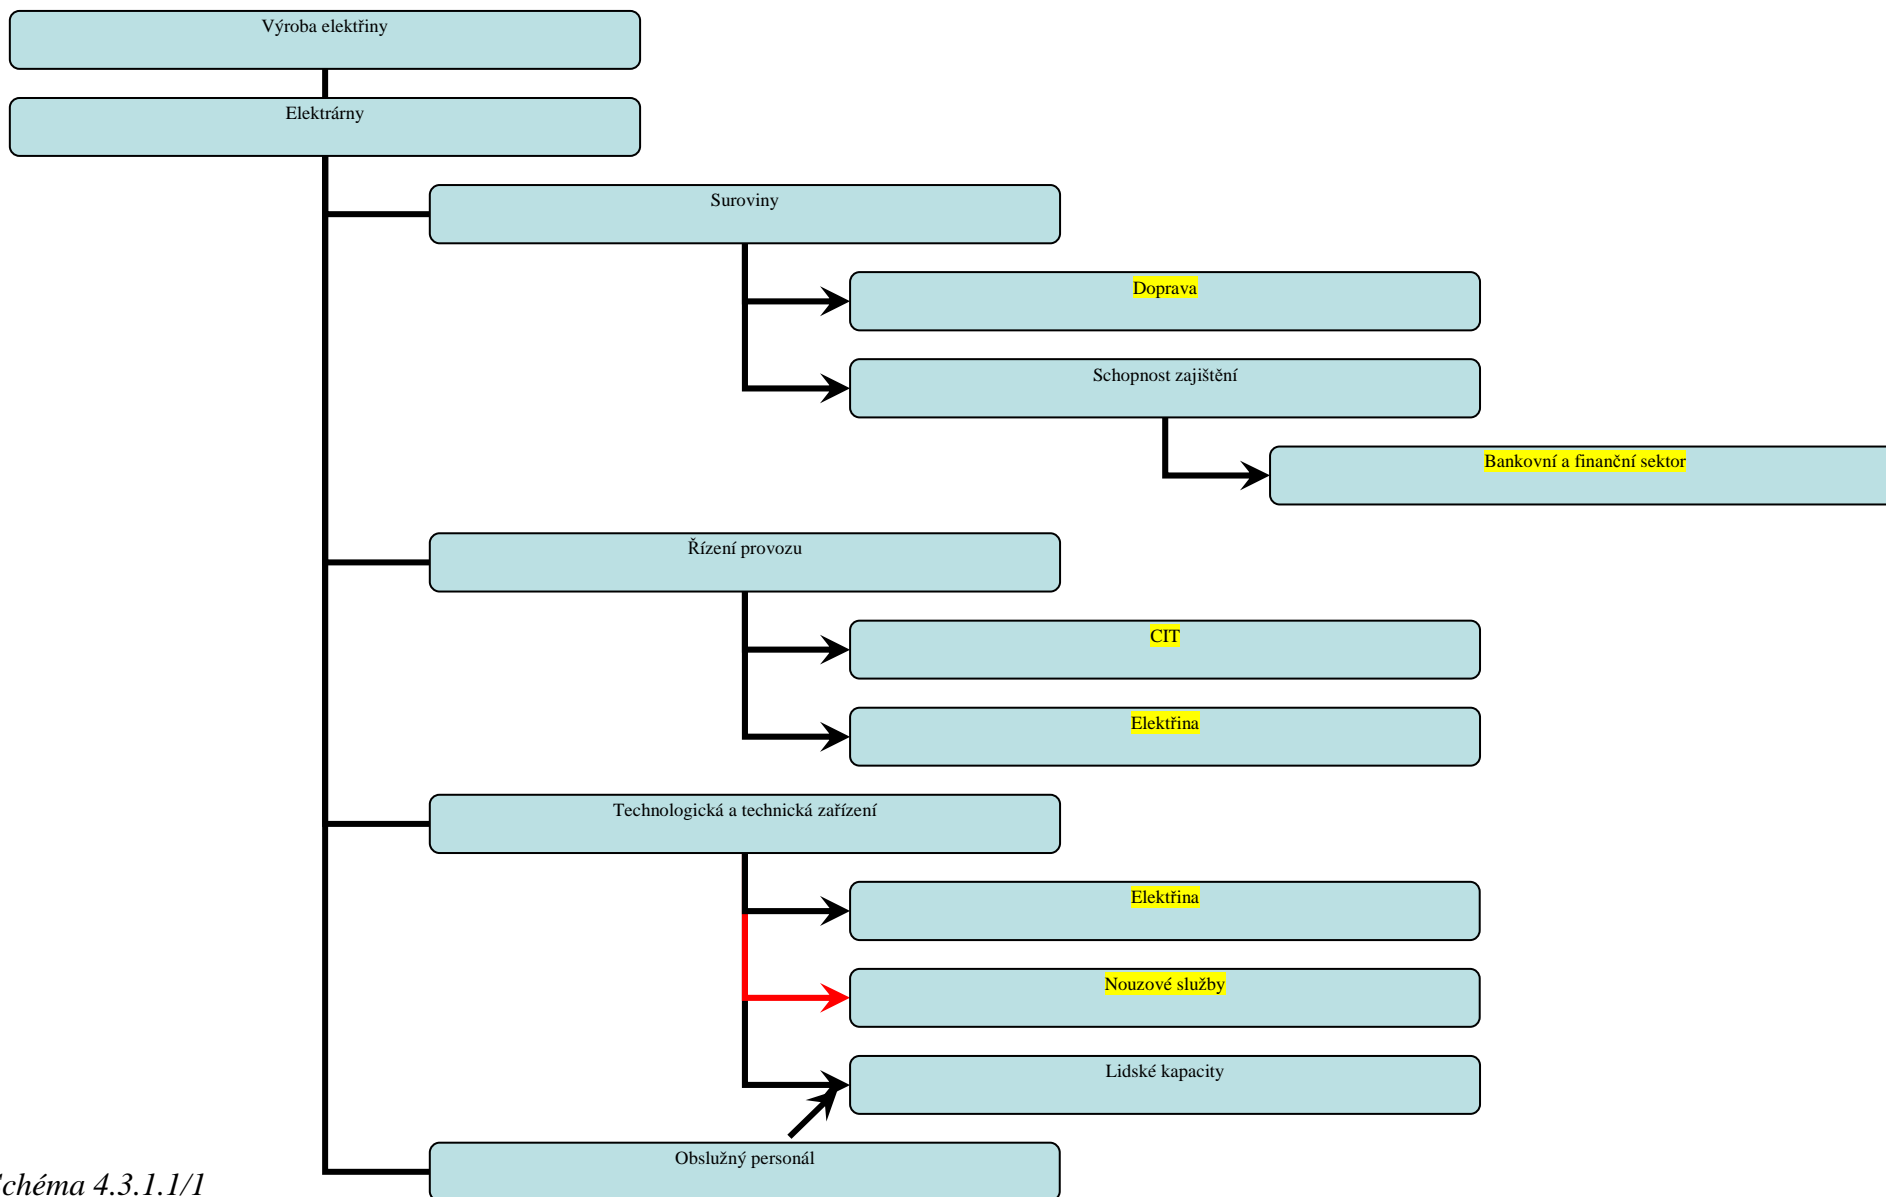 Výroba elektřiny
Elektrárny
Suroviny
Doprava
Schopnost zajištění
Bankovní a finanční sektor
Řízení provozu
CIT
Elektřina
Technologická a technická zařízení
Elektřina
Nouzové služby
Lidské kapacity
Obslužný personál
chéma 4.3.1.1/1